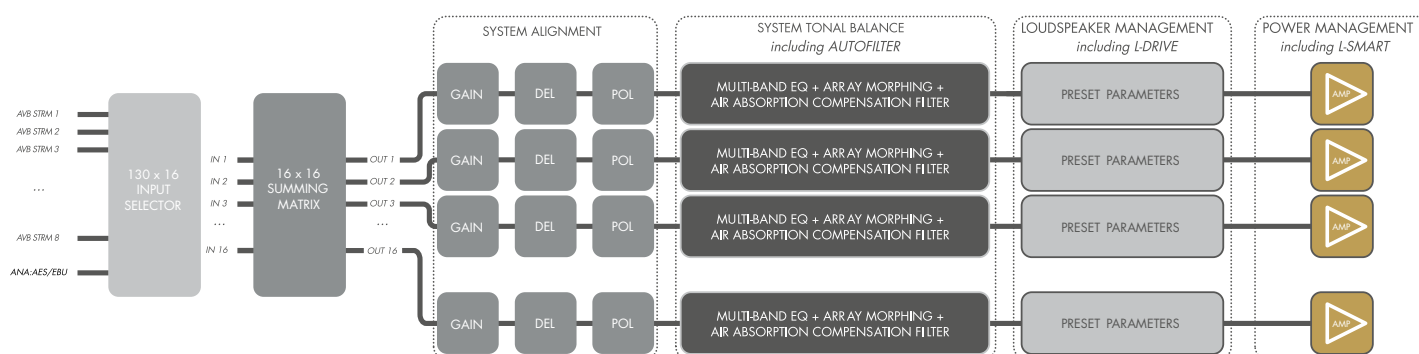 SYSTEM ALIGNMENT
SYSTEM TONAL BALANCE
including AUTOFILTER
LOUDSPEAKER MANAGEMENT
including L-DRIVE
POWER MANAGEMENT
including L-SMART
AVB STRM 1
AVB STRM 2
AVB STRM 3
...
AVB STRM 8
ANA:AES/EBU
130 x 16
INPUT
SELECTOR
IN 1
IN 2
IN 3
...
IN 16
16 x 16
SUMMING
MATRIX
OUT 1
OUT 2
OUT 3
...
OUT 16
GAIN
DEL
POL
MULTI-BAND EQ + ARRAY MORPHING +
AIR ABSORPTION COMPENSATION FILTER
PRESET PARAMETERS
AMP
GAIN
DEL
POL
MULTI-BAND EQ + ARRAY MORPHING +
AIR ABSORPTION COMPENSATION FILTER
PRESET PARAMETERS
AMP
GAIN
DEL
POL
MULTI-BAND EQ + ARRAY MORPHING +
AIR ABSORPTION COMPENSATION FILTER
PRESET PARAMETERS
AMP
GAIN
DEL
POL
MULTI-BAND EQ + ARRAY MORPHING +
AIR ABSORPTION COMPENSATION FILTER
PRESET PARAMETERS
AMP